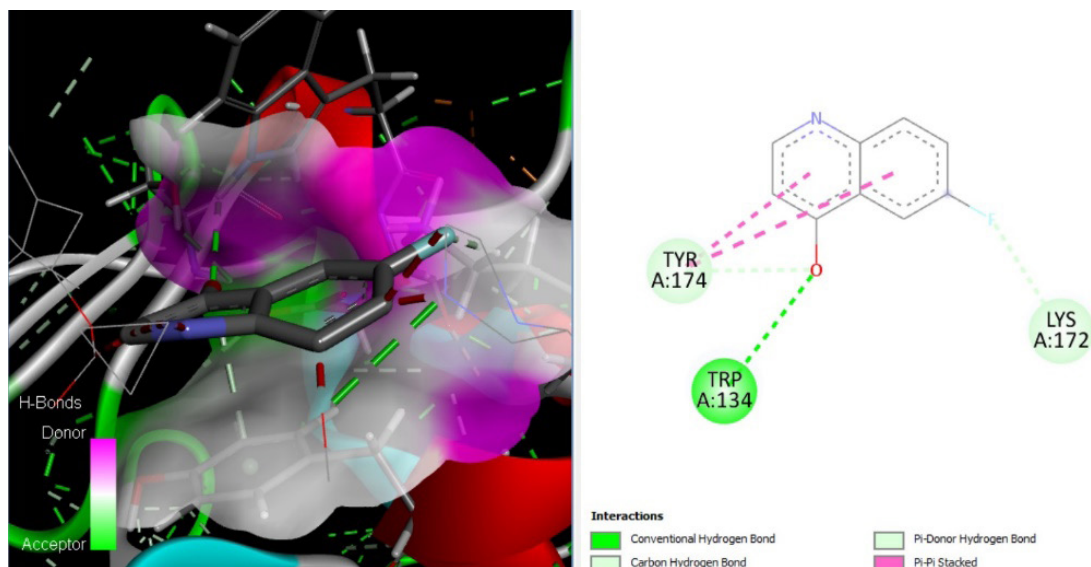 H-Bonds
Donor
Acceptor
N
F
O
TYR
A:174
LYS
A:172
TRP
A:134
Interactions
Conventional Hydrogen Bond
Carbon Hydrogen Bond
Pi-Donor Hydrogen Bond
Pi-Pi Stacked